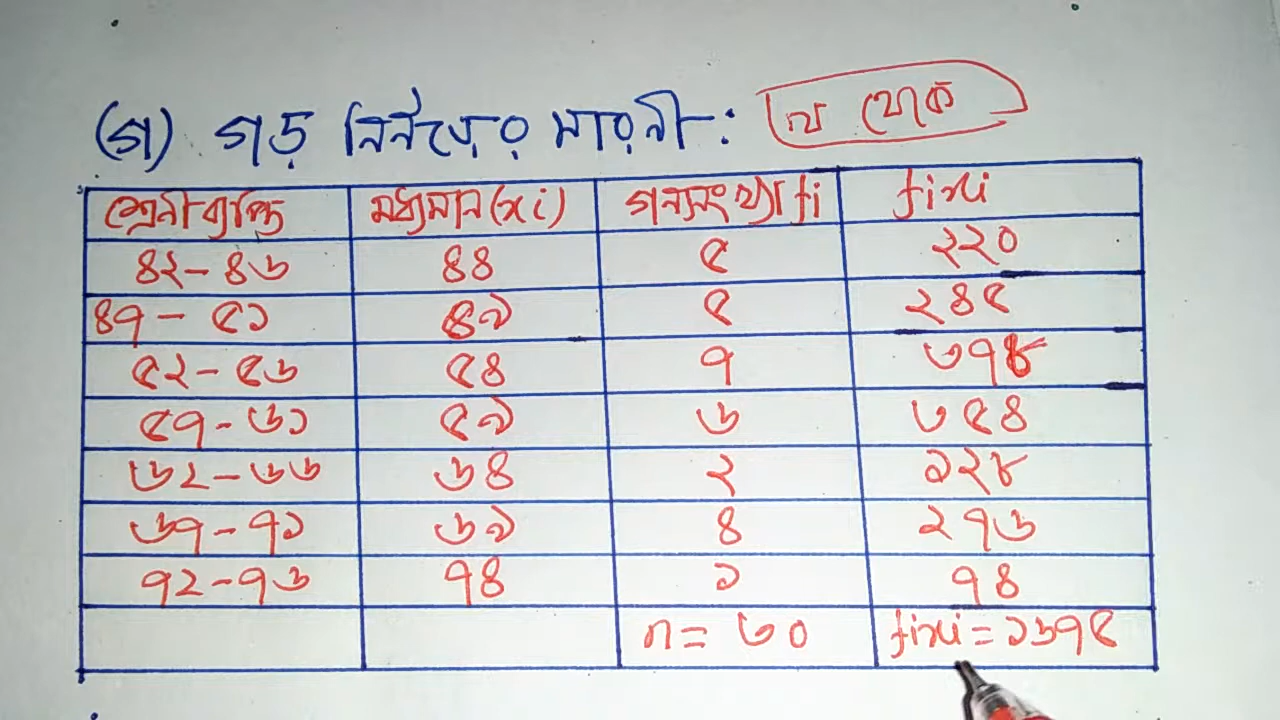 (গ) গড় নির্ণয়ের সারনী: খ থেকে
শ্রেনীব্যাপ্তি মধ্যমান(xi) গনসংখ্যা fi fixi
৪২-৪৬ ৪৪ ৫ ২২০
৪৭-৫১ ৪৯ ৫ ২৪৫
৫২-৫৬ ৫৪ ৭ ৩৭৮
৫৭-৬১ ৫৯ ৬ ৩৫৪
৬২-৬৬ ৬৪ ২ ১২৮
৬৭-৭১ ৬৯ ৪ ২৭৬
৭২-৭৬ ৭৪ ১ ৭৪
n = ৩০ fixi = ১৬৭৫